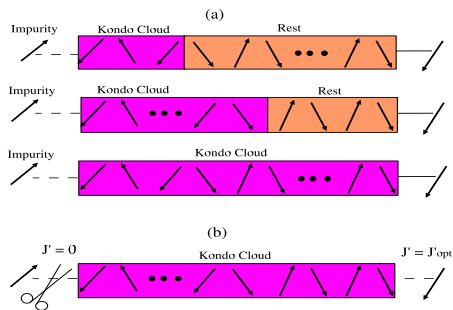 (a)
Impurity Kondo Cloud Rest
Impurity Kondo Cloud Rest
Impurity Kondo Cloud
(b)
J' = 0 Kondo Cloud J' = J'opt